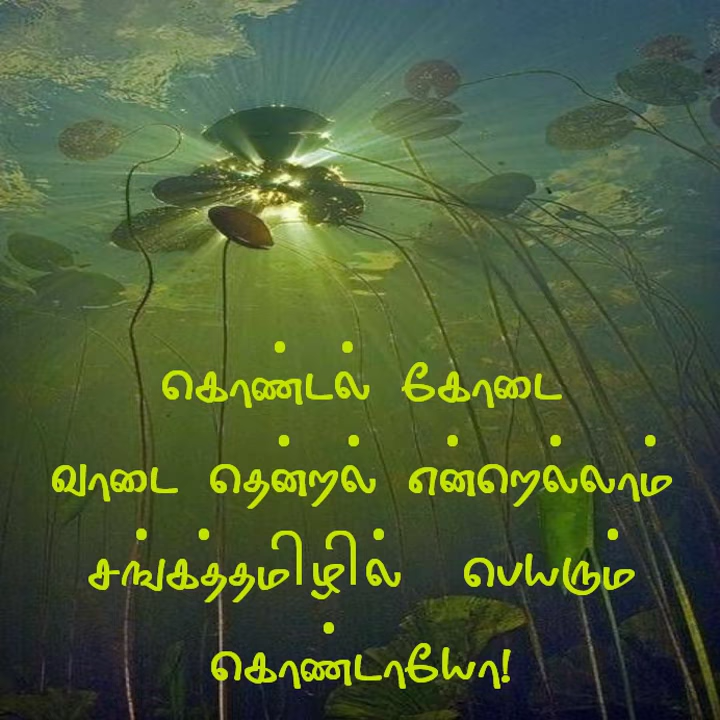 கொண்டல் கோடை
வாடை தென்றல் என்றெல்லாம்
சங்கத்தமிழில் பெயரும்
கொண்டாயோ!